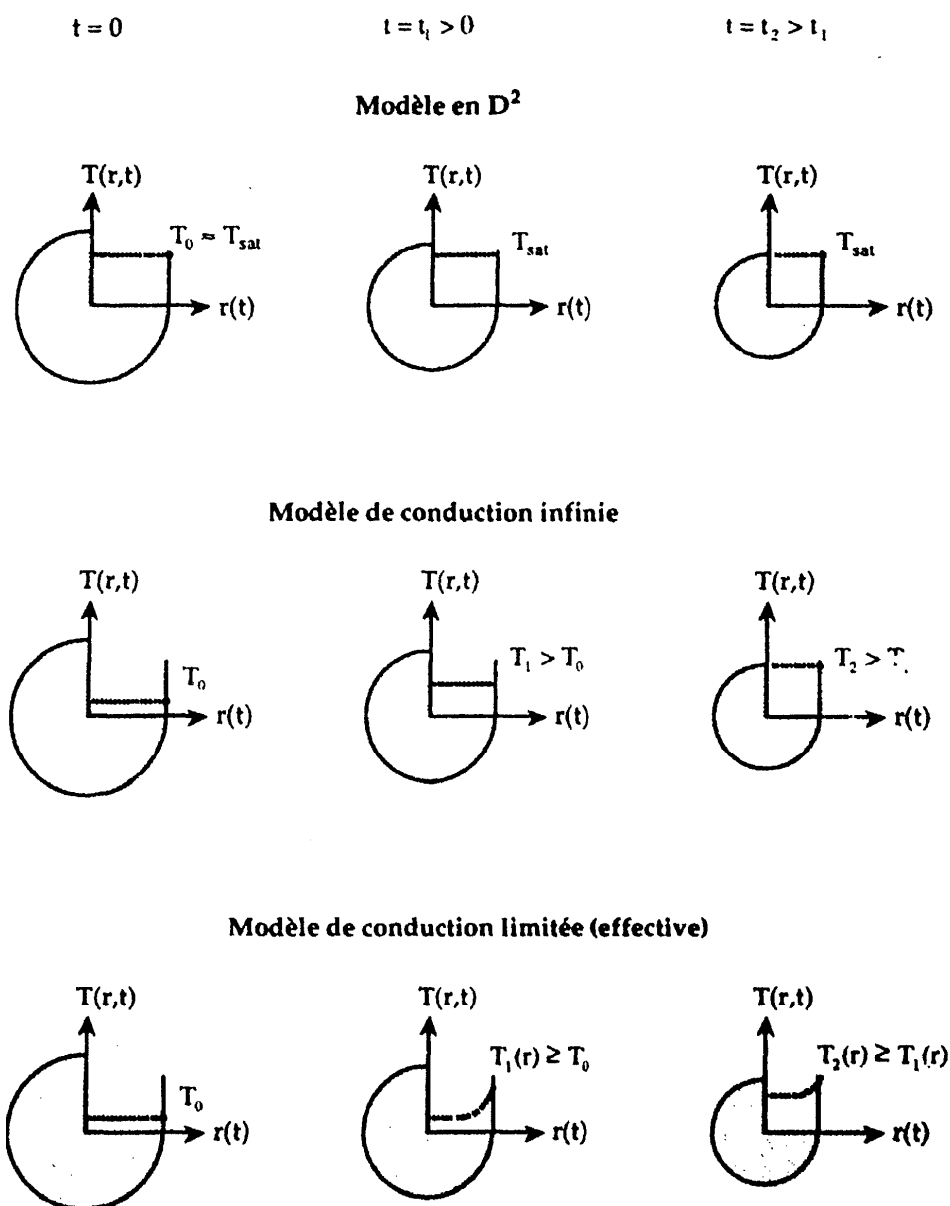 t = 0 t = t₁ > 0 t = t₂ > t₁
Modèle en D²
T(r,t) T(r,t) T(r,t)
T₀ = T_sat T_sat T_sat
r(t) r(t) r(t)
Modèle de conduction infinie
T(r,t) T(r,t) T(r,t)
T₀ T₁ > T₀ T₂ >
r(t) r(t) r(t)
Modèle de conduction limitée (effective)
T(r,t) T(r,t) T(r,t)
T₀ T₁(r) ≥ T₀ T₂(r) ≥ T₁(r)
r(t) r(t) r(t)